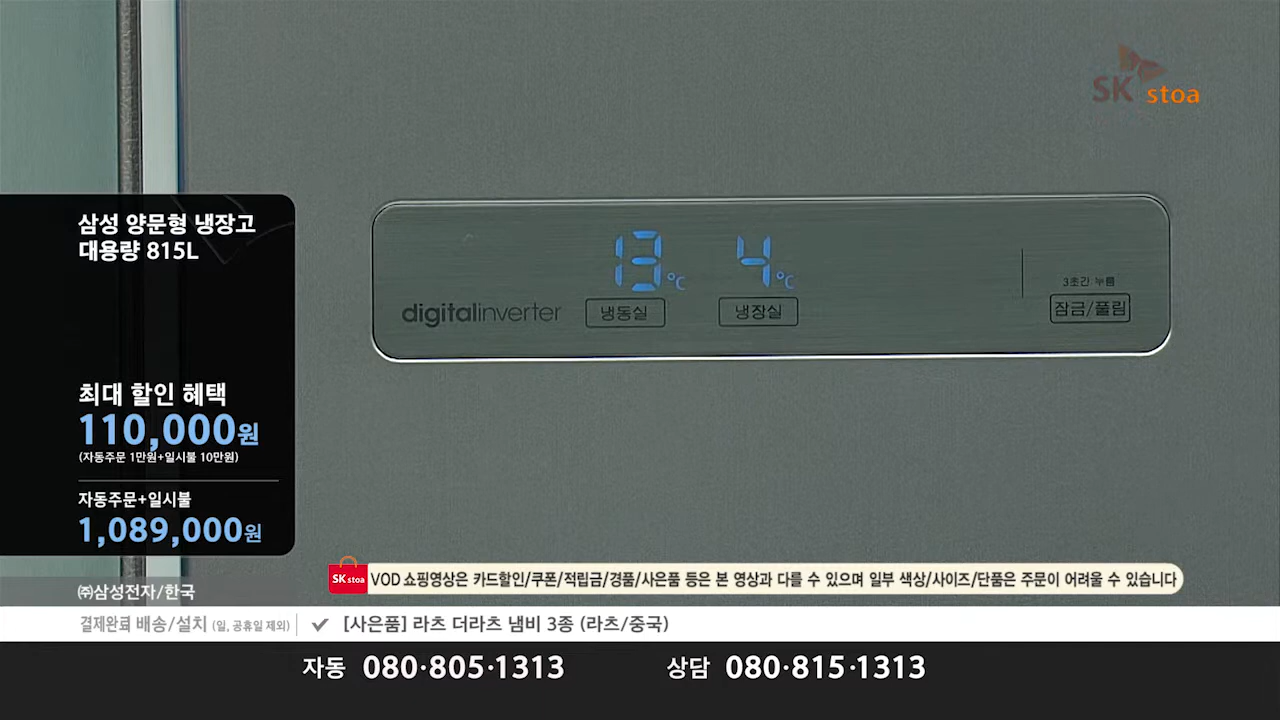 SK stoa
삼성 양문형 냉장고
대용량 815L
13 °C 4 °C
digitalinverter 냉동실 냉장실
3초간 누름
잠금/풀림
최대 할인 혜택
110,000원
(자동주문 1만원+일시불 10만원)
자동주문+일시불
1,089,000원
SK stoa VOD 쇼핑영상은 카드할인/쿠폰/적립금/경품/사은품 등은 본 영상과 다를 수 있으며 일부 색상/사이즈/단품은 주문이 어려울 수 있습니다
㈜삼성전자/한국
결제완료 배송/설치 (일, 공휴일 제외) ✓ [사은품] 라츠 더라츠 냄비 3종 (라츠/중국)
자동 080·805·1313 상담 080·815·1313